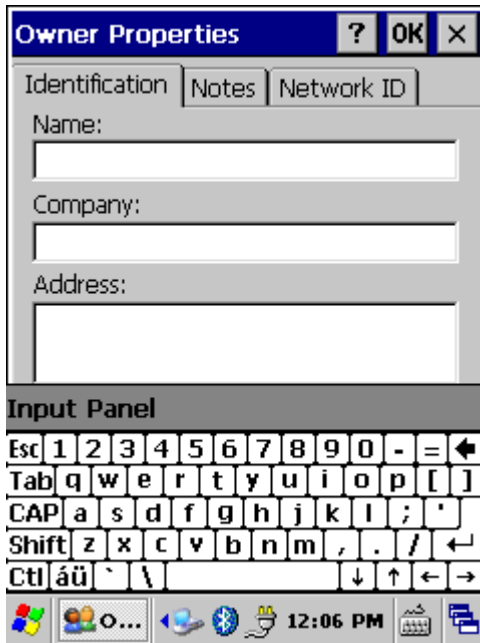 Owner Properties ? OK ×
Identification Notes Network ID
Name:
Company:
Address:
Input Panel
Esc 1 2 3 4 5 6 7 8 9 0 - = 🠸
Tab q w e r t y u i o p [ ]
CAP a s d f g h j k l ; '
Shift z x c v b n m , . / ↵
Ctl áü ` \ ↓ ↑ ← →
O... 12:06 PM